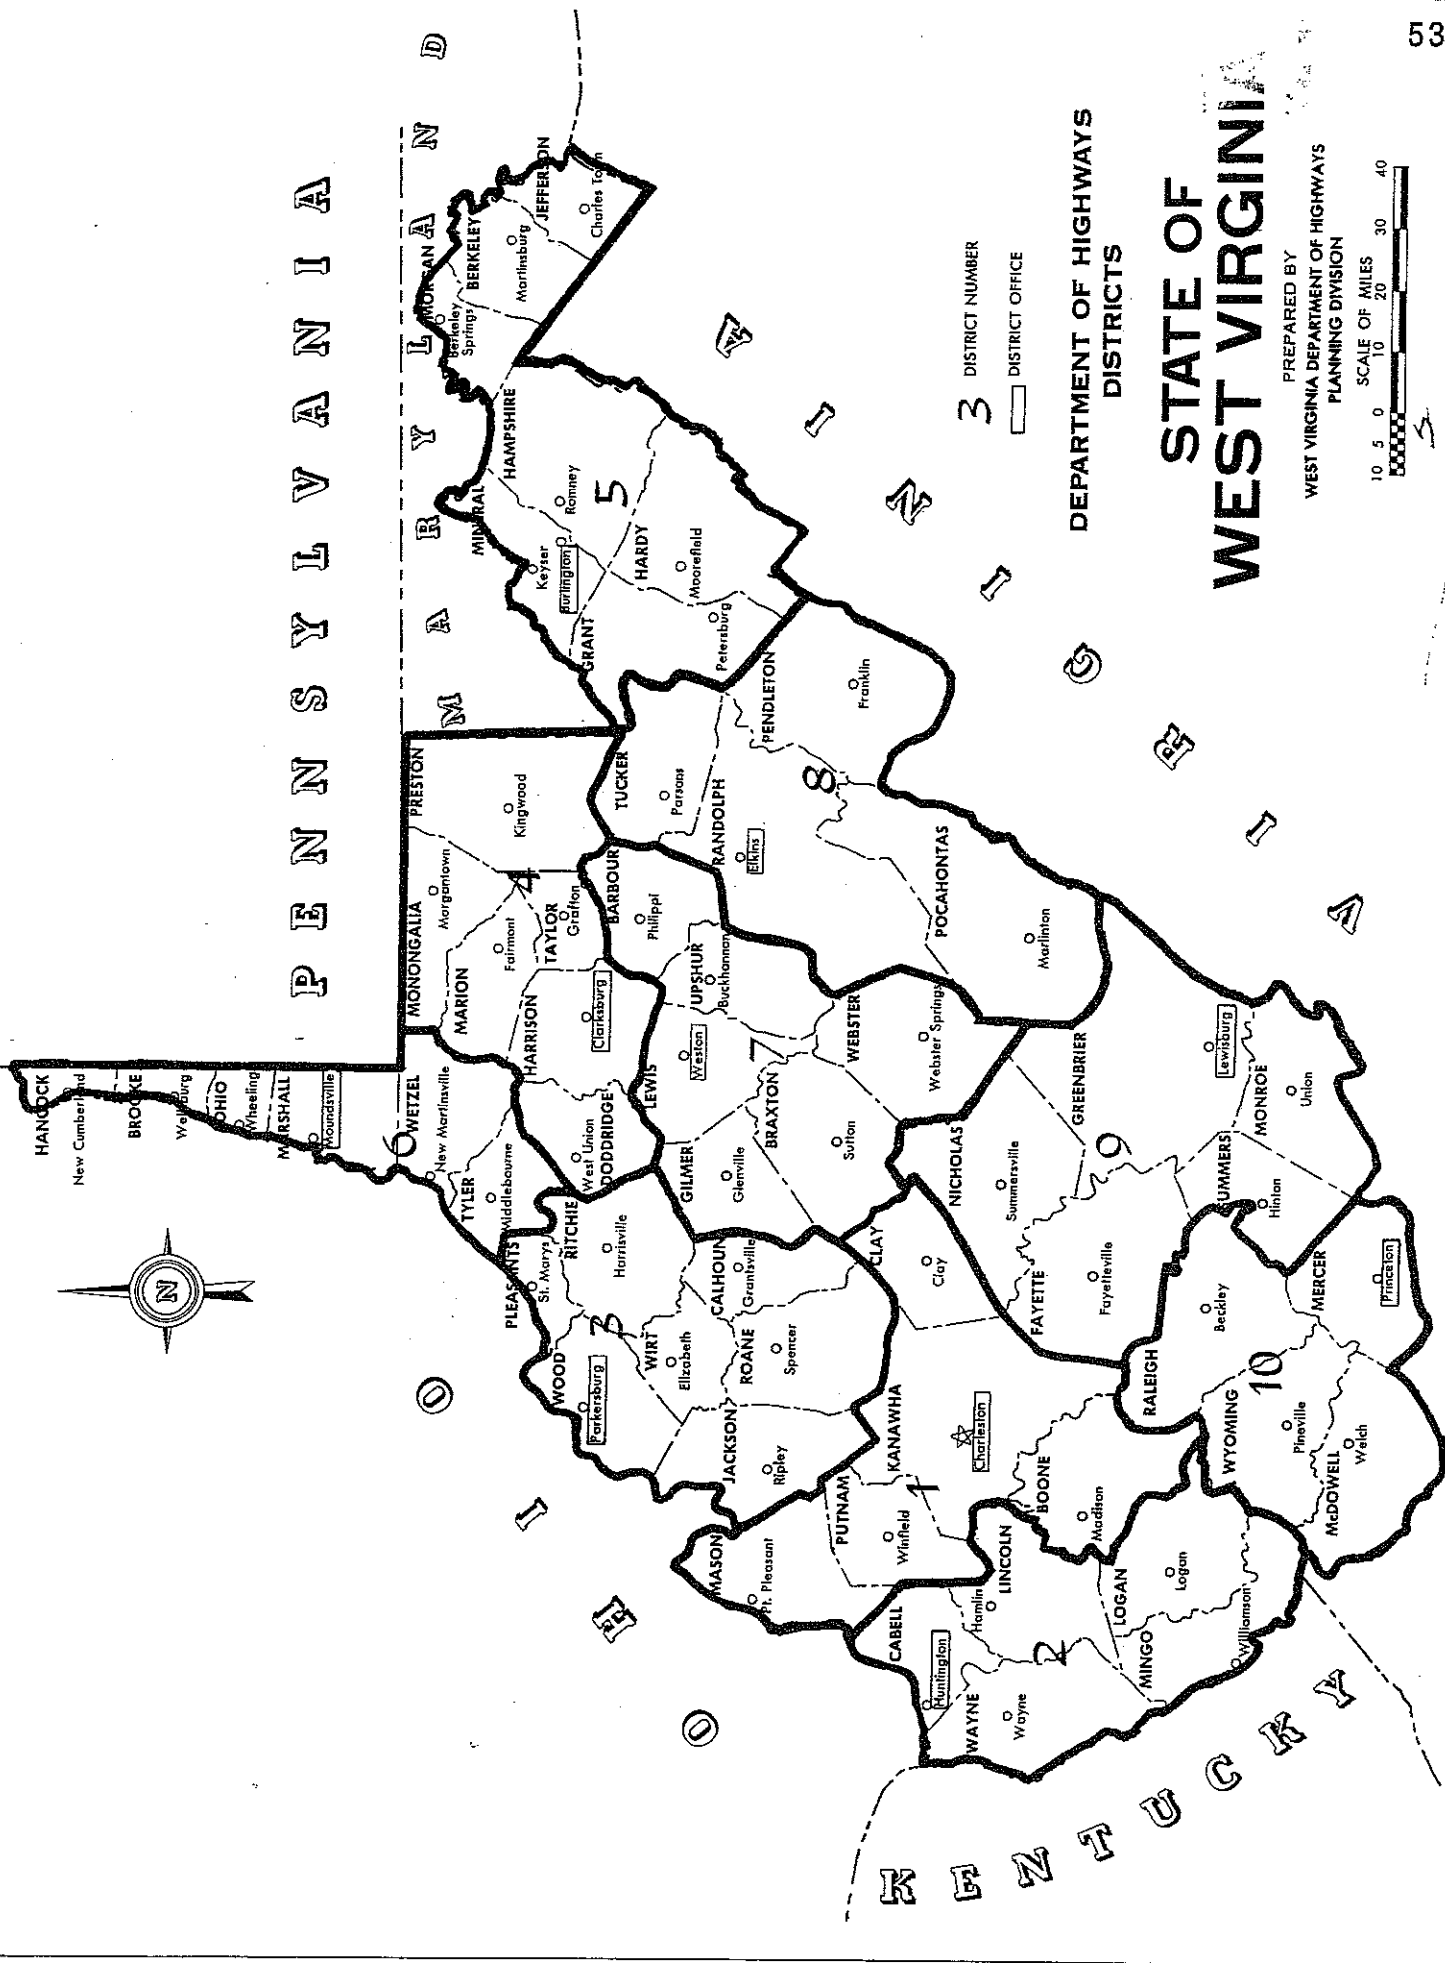 53
PENNSYLVANIA
MARYLAND
OHIO
KENTUCKY
VIRGINIA
N
HANCOCK
New Cumberland
BROOKE
Wellsburg
OHIO
Wheeling
MARSHALL
Moundsville
6
WETZEL
New Martinsville
TYLER
Middlebourne
PLEASANTS
St. Marys
RITCHIE
Harrisville
WOOD
Parkersburg
3
WIRT
Elizabeth
CALHOUN
Grantsville
ROANE
Spencer
JACKSON
Ripley
MONONGALIA
Morgantown
PRESTON
Kingwood
MARION
Fairmont
4
TAYLOR
Grafton
HARRISON
Clarksburg
DODDRIDGE
West Union
BARBOUR
Philippi
UPSHUR
Buckhannon
LEWIS
Weston
7
GILMER
Glenville
BRAXTON
Sutton
WEBSTER
Webster Springs
TUCKER
Parsons
RANDOLPH
Elkins
PENDLETON
Franklin
8
POCAHONTAS
Marlinton
MORGAN
Berkeley
Springs
BERKELEY
Martinsburg
JEFFERSON
Charles Town
HAMPSHIRE
Romney
MINERAL
Keyser
Burlington
5
HARDY
Moorefield
GRANT
Petersburg
MASON
Pt. Pleasant
PUTNAM
Winfield
1
KANAWHA
Charleston
CLAY
Clay
BOONE
Madison
CABELL
Huntington
LINCOLN
Hamlin
2
WAYNE
Wayne
LOGAN
Logan
MINGO
Williamson
NICHOLAS
Summersville
GREENBRIER
Lewisburg
9
FAYETTE
Fayetteville
SUMMERS
Hinton
MONROE
Union
RALEIGH
Beckley
10
WYOMING
Pineville
MERCER
Princeton
McDOWELL
Welch
3 DISTRICT NUMBER
DISTRICT OFFICE
DEPARTMENT OF HIGHWAYS
DISTRICTS
STATE OF
WEST VIRGINIA
PREPARED BY
WEST VIRGINIA DEPARTMENT OF HIGHWAYS
PLANNING DIVISION
SCALE OF MILES
10 5 0 10 20 30 40
5